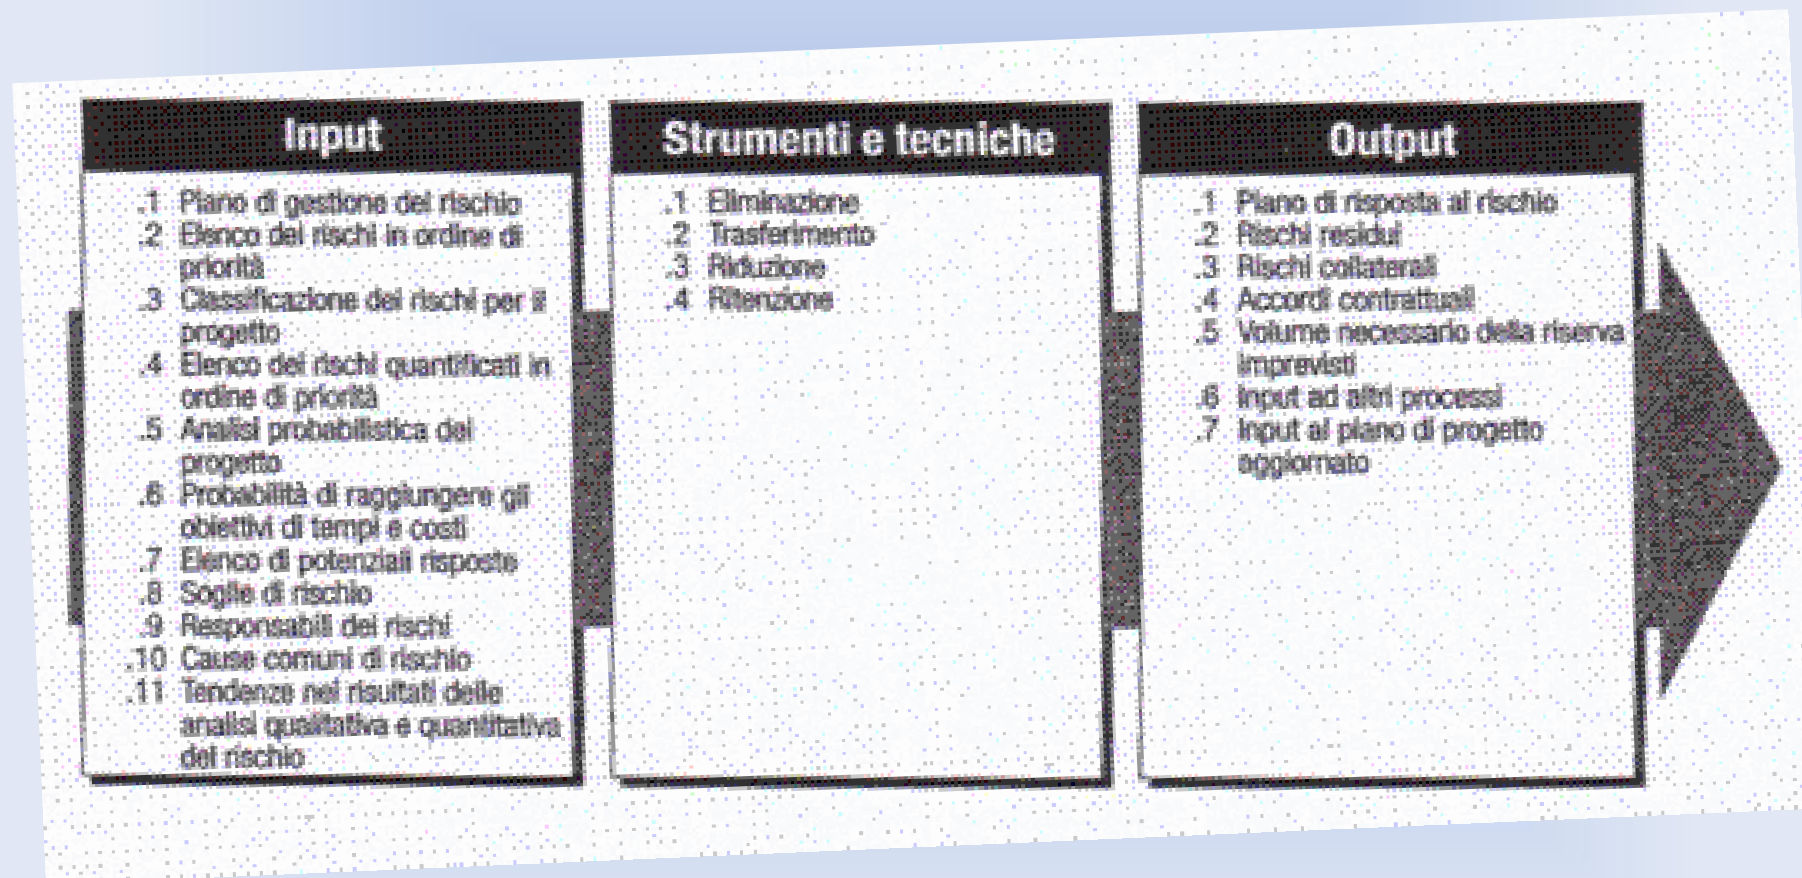 Input
.1 Piano di gestione del rischio
.2 Elenco dei rischi in ordine di
priorità
.3 Classificazione dei rischi per il
progetto
.4 Elenco dei rischi quantificati in
ordine di priorità
.5 Analisi probabilistica del
progetto
.6 Probabilità di raggiungere gli
obiettivi di tempi e costi
.7 Elenco di potenziali risposte
.8 Soglie di rischio
.9 Responsabili dei rischi
.10 Cause comuni di rischio
.11 Tendenze nei risultati delle
analisi qualitativa e quantitativa
del rischio
Strumenti e tecniche
.1 Eliminazione
.2 Trasferimento
.3 Riduzione
.4 Ritenzione
Output
.1 Piano di risposta al rischio
.2 Rischi residui
.3 Rischi collaterali
.4 Accordi contrattuali
.5 Volume necessario della riserva
imprevisti
.6 Input ad altri processi
.7 Input al piano di progetto
aggiornato